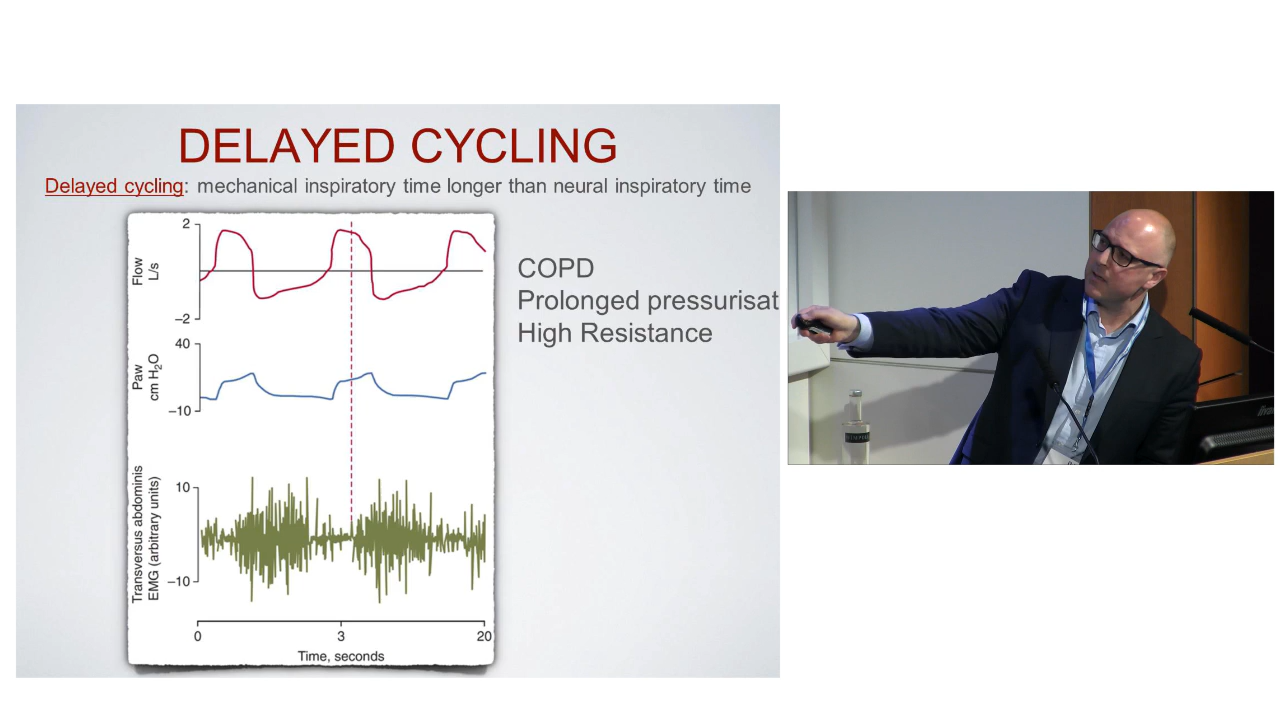 DELAYED CYCLING
Delayed cycling: mechanical inspiratory time longer than neural inspiratory time
2
Flow
L/s
−2
40
Paw
cm H2O
−10
10
Transversus abdominis
EMG (arbitrary units)
−10
0 3 20
Time, seconds
COPD
Prolonged pressurisat
High Resistance